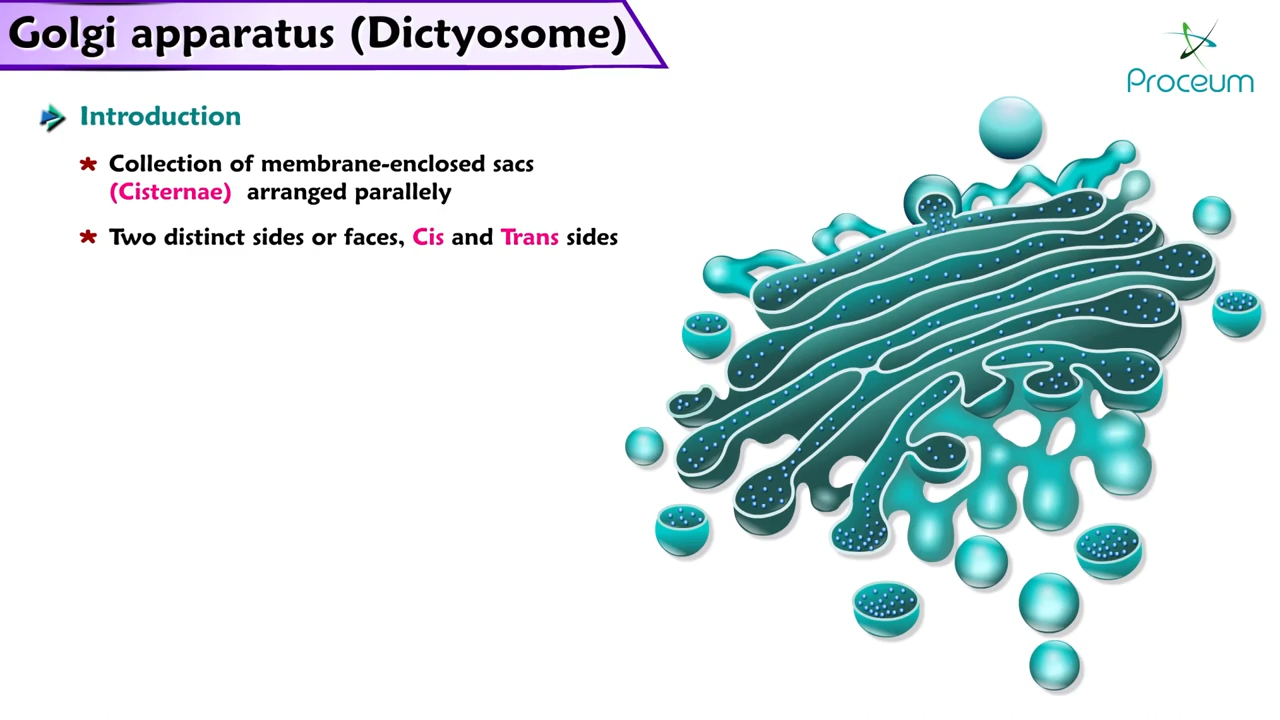 Golgi apparatus (Dictyosome)
Proceum
Introduction
Collection of membrane-enclosed sacs
(Cisternae) arranged parallely
Two distinct sides or faces, Cis and Trans sides